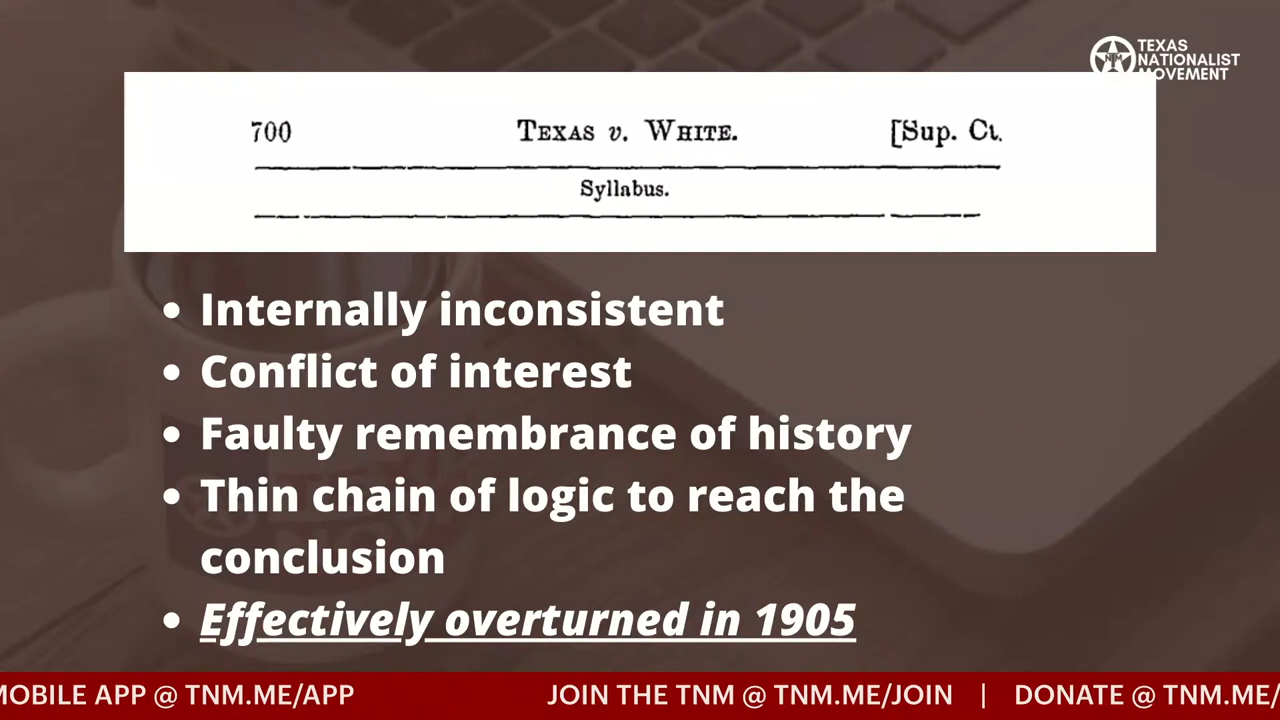 TEXAS
NATIONALIST
MOVEMENT
700 TEXAS v. WHITE. [Sup. Ct.
Syllabus.
• Internally inconsistent
• Conflict of interest
• Faulty remembrance of history
• Thin chain of logic to reach the
conclusion
• Effectively overturned in 1905
MOBILE APP @ TNM.ME/APP JOIN THE TNM @ TNM.ME/JOIN | DONATE @ TNM.ME/